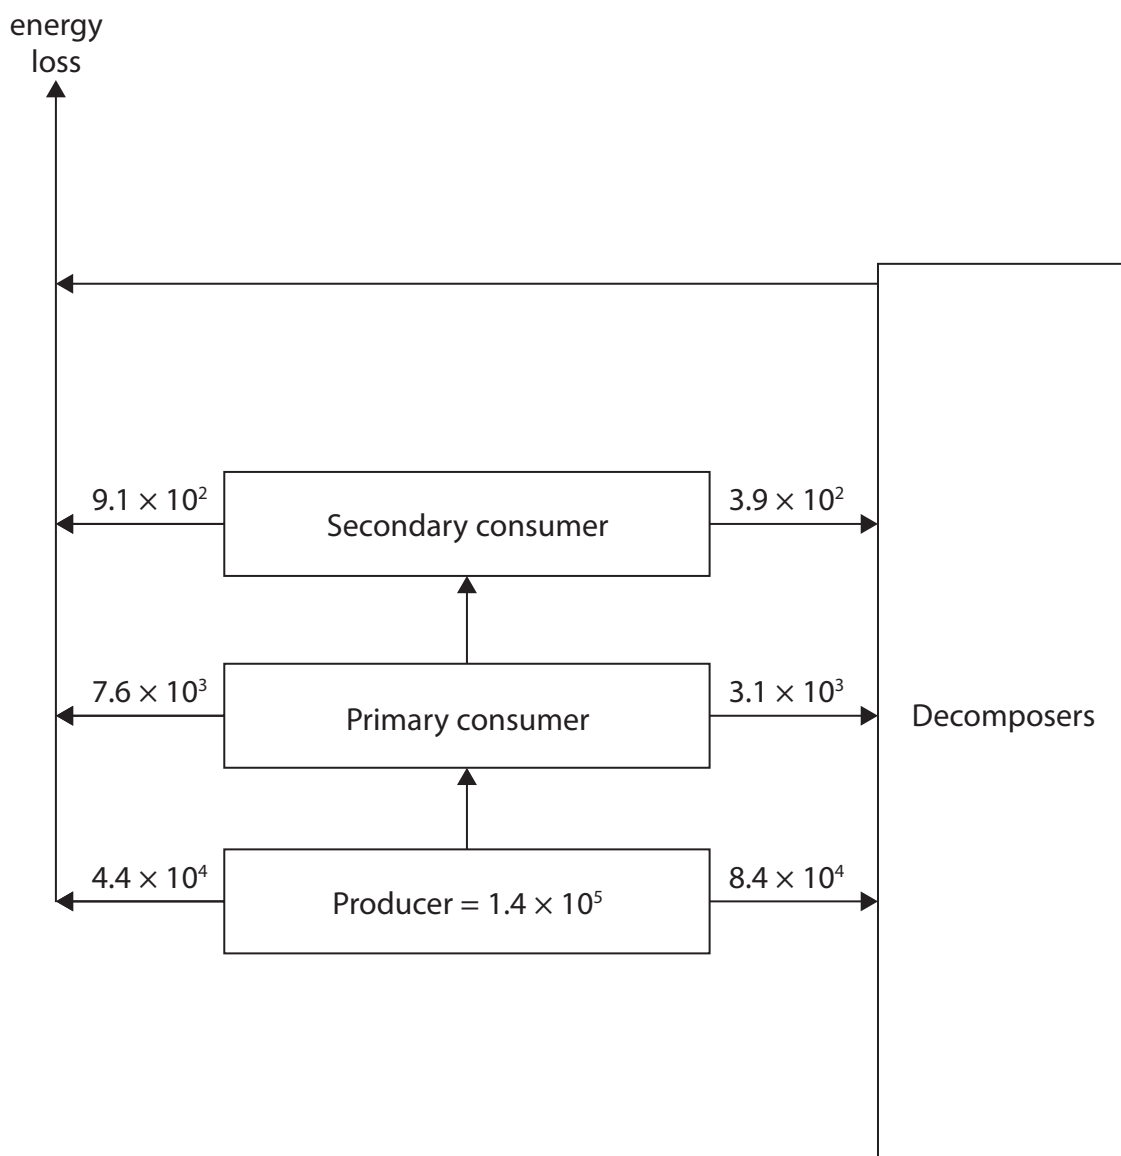 energy
loss
9.1 × 10²
Secondary consumer
3.9 × 10²
7.6 × 10³
Primary consumer
3.1 × 10³
Decomposers
4.4 × 10⁴
Producer = 1.4 × 10⁵
8.4 × 10⁴